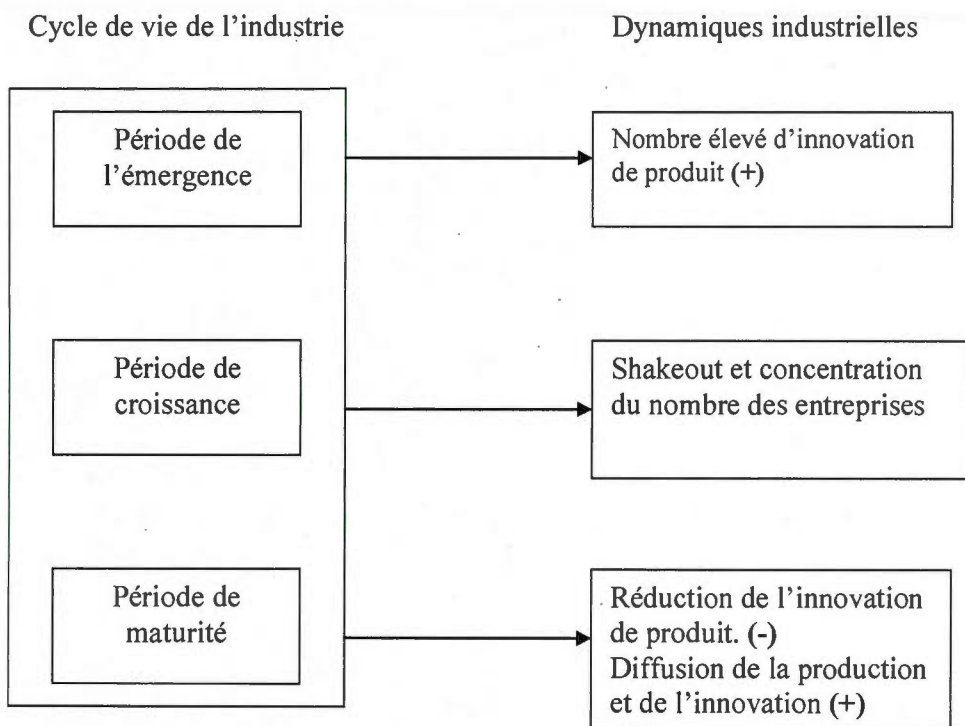 Cycle de vie de l'industrie
Dynamiques industrielles
Période de
l'émergence
Nombre élevé d'innovation
de produit (+)
Période de
croissance
Shakeout et concentration
du nombre des entreprises
Période de
maturité
Réduction de l'innovation
de produit. (-)
Diffusion de la production
et de l'innovation (+)